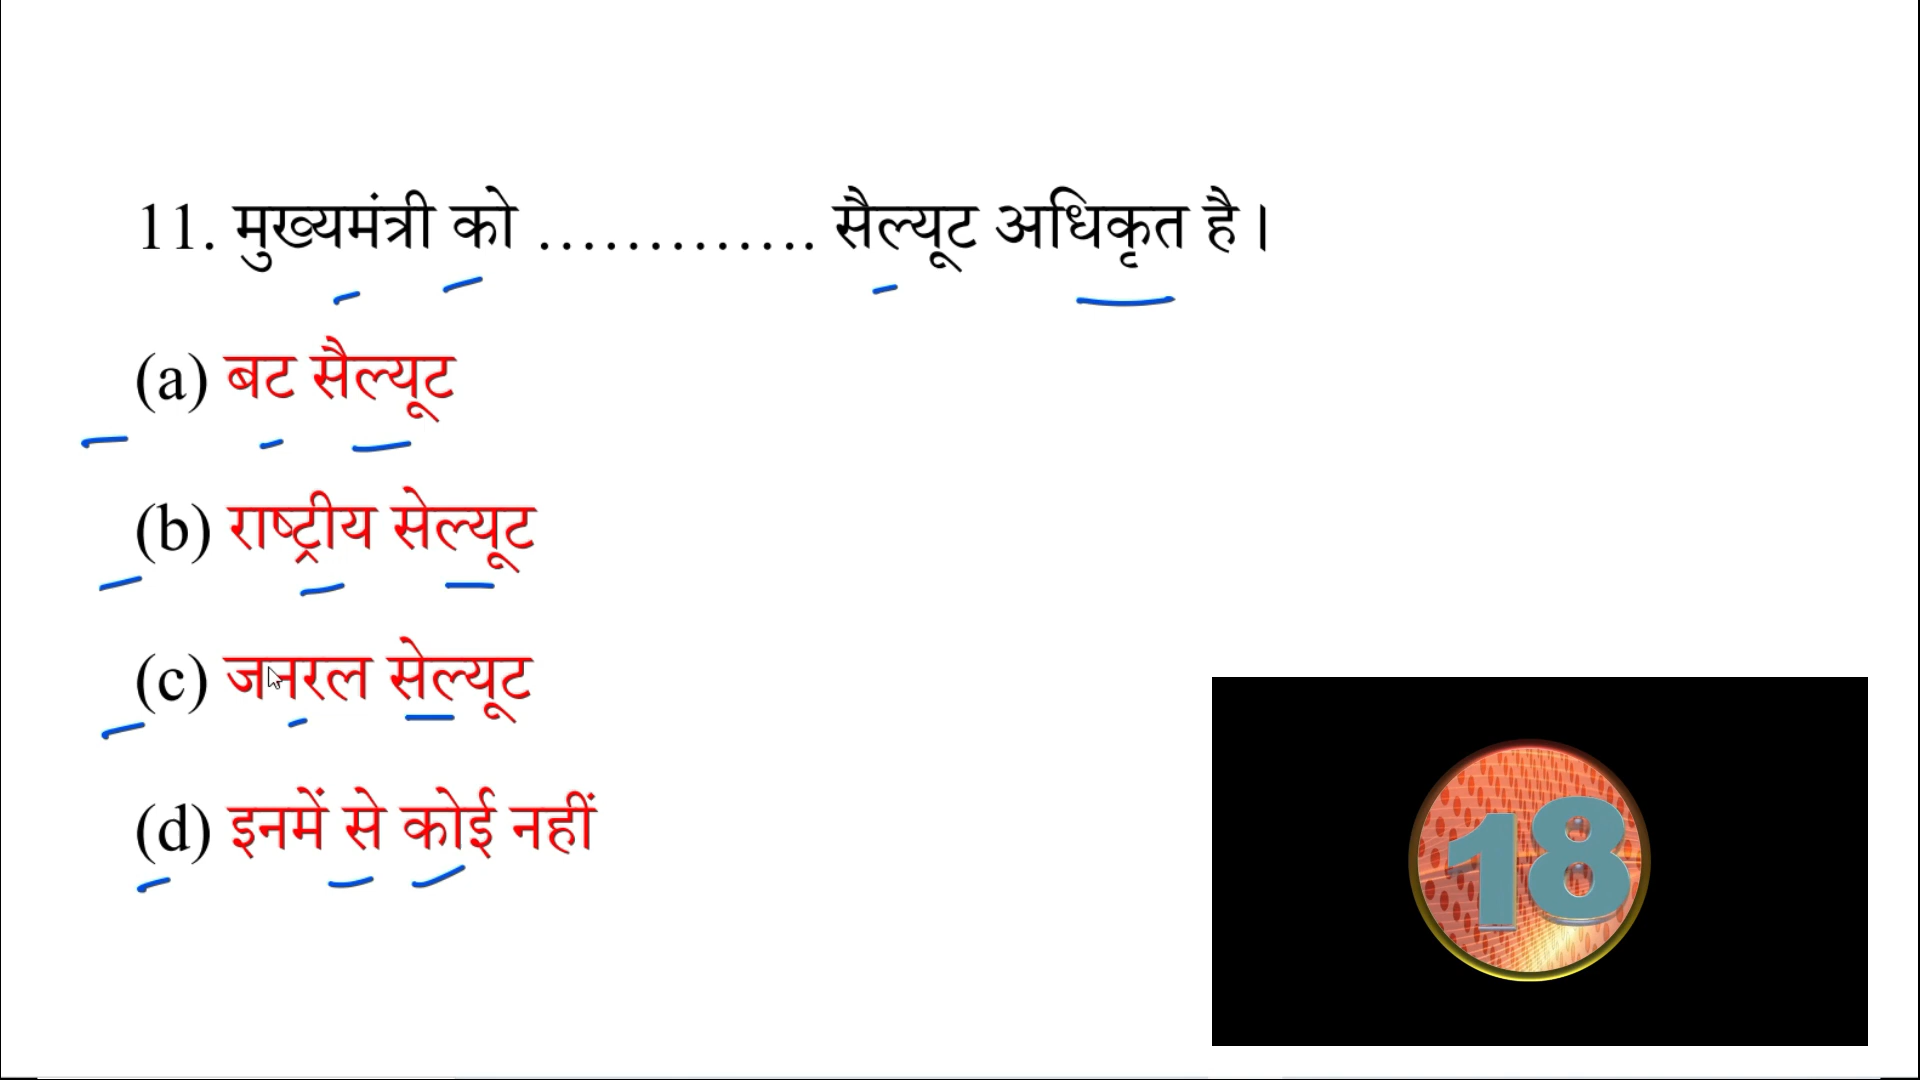 11. मुख्यमंत्री को ............. सैल्यूट अधिकृत है।
(a) बट सैल्यूट
(b) राष्ट्रीय सेल्यूट
(c) जनरल सेल्यूट
(d) इनमें से कोई नहीं
18